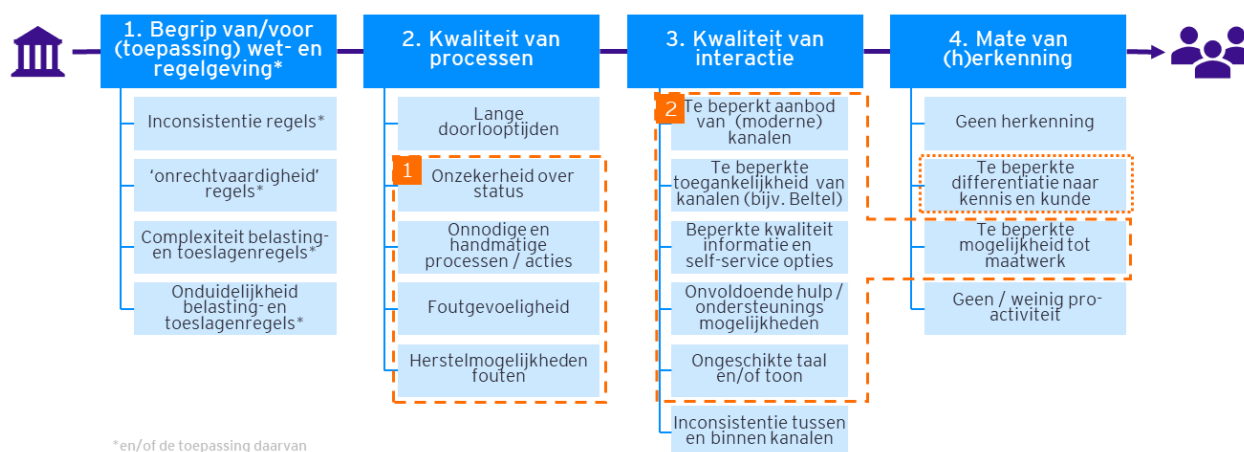 1. Begrip van/voor
(toepassing) wet- en
regelgeving*
Inconsistentie regels*
‘onrechtvaardigheid’
regels*
Complexiteit belasting-
en toeslagenregels*
Onduidelijkheid
belasting- en
toeslagenregels*
2. Kwaliteit van
processen
Lange
doorlooptijden
1
Onzekerheid over
status
Onnodige en
handmatige
processen / acties
Foutgevoeligheid
Herstelmogelijkheden
fouten
3. Kwaliteit van
interactie
2
Te beperkt aanbod
van (moderne)
kanalen
Te beperkte
toegankelijkheid van
kanalen (bijv. Beltel)
Beperkte kwaliteit
informatie en
self-service opties
Onvoldoende hulp /
ondersteunings
mogelijkheden
Ongeschikte taal
en/of toon
Inconsistentie tussen
en binnen kanalen
4. Mate van
(h)erkenning
Geen herkenning
Te beperkte
differentiatie naar
kennis en kunde
Te beperkte
mogelijkheid tot
maatwerk
Geen / weinig pro-
activiteit
*en/of de toepassing daarvan